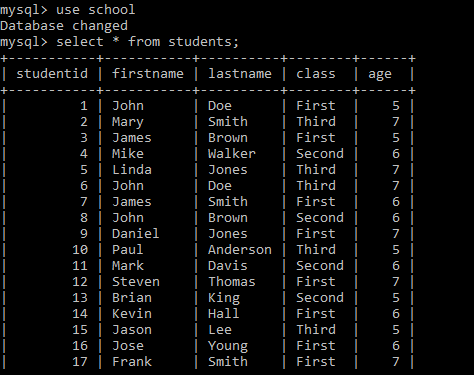 mysql> use school
Database changed
mysql> select * from students;
+-----------+-----------+----------+--------+------+
| studentid | firstname | lastname | class  | age  |
+-----------+-----------+----------+--------+------+
|         1 | John      | Doe      | First  |    5 |
|         2 | Mary      | Smith    | Third  |    7 |
|         3 | James     | Brown    | First  |    5 |
|         4 | Mike      | Walker   | Second |    6 |
|         5 | Linda     | Jones    | Third  |    7 |
|         6 | John      | Doe      | Third  |    7 |
|         7 | James     | Smith    | First  |    6 |
|         8 | John      | Brown    | Second |    6 |
|         9 | Daniel    | Jones    | First  |    7 |
|        10 | Paul      | Anderson | Third  |    5 |
|        11 | Mark      | Davis    | Second |    6 |
|        12 | Steven    | Thomas   | First  |    7 |
|        13 | Brian     | King     | Second |    5 |
|        14 | Kevin     | Hall     | First  |    6 |
|        15 | Jason     | Lee      | Third  |    5 |
|        16 | Jose      | Young    | First  |    6 |
|        17 | Frank     | Smith    | First  |    7 |